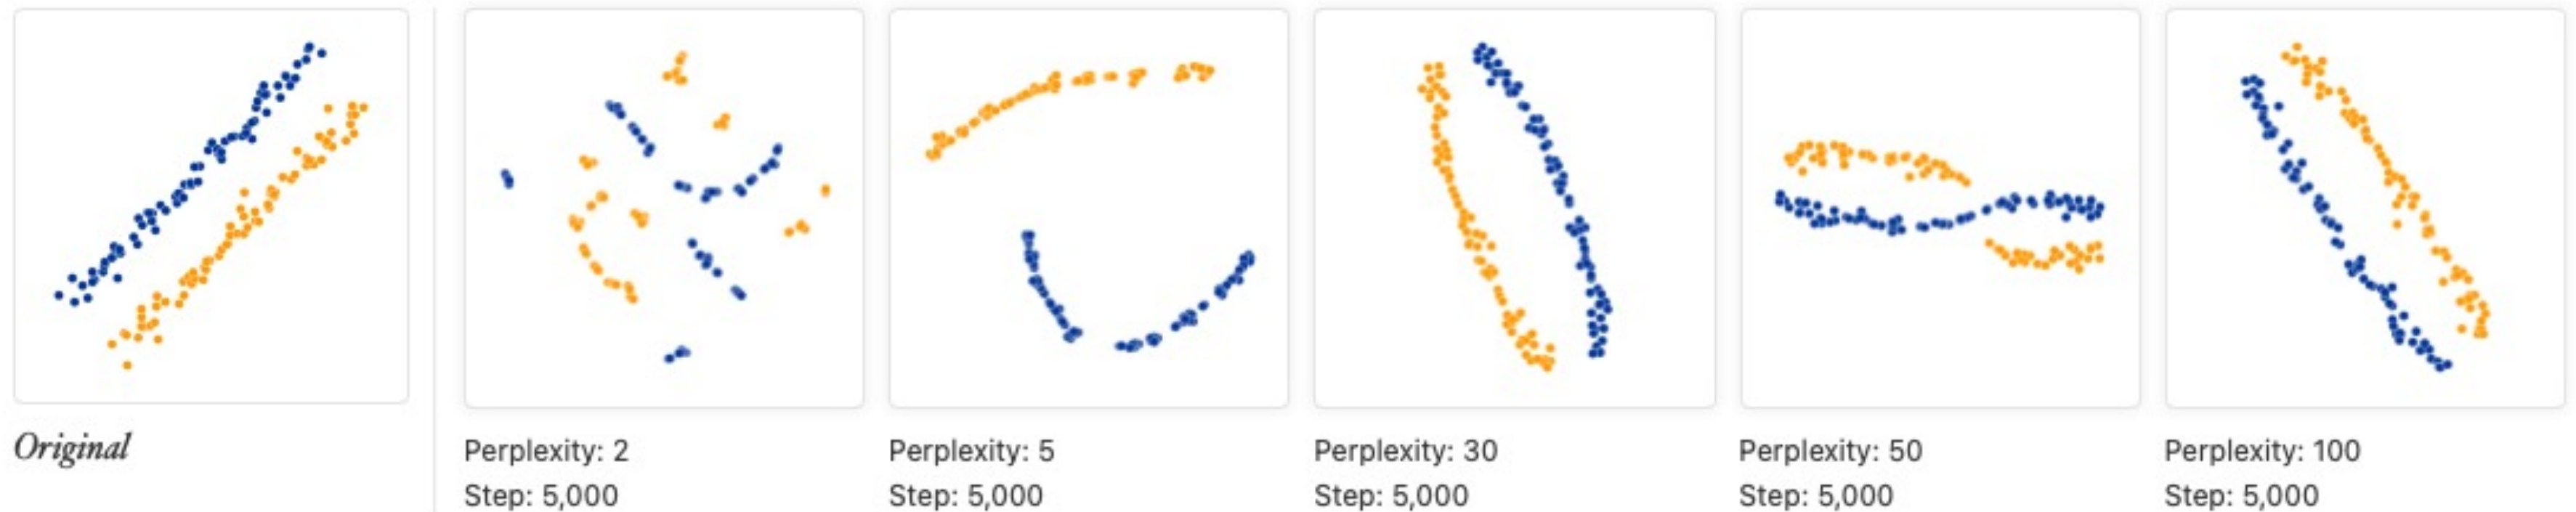 Original
Perplexity: 2
Step: 5,000
Perplexity: 5
Step: 5,000
Perplexity: 30
Step: 5,000
Perplexity: 50
Step: 5,000
Perplexity: 100
Step: 5,000